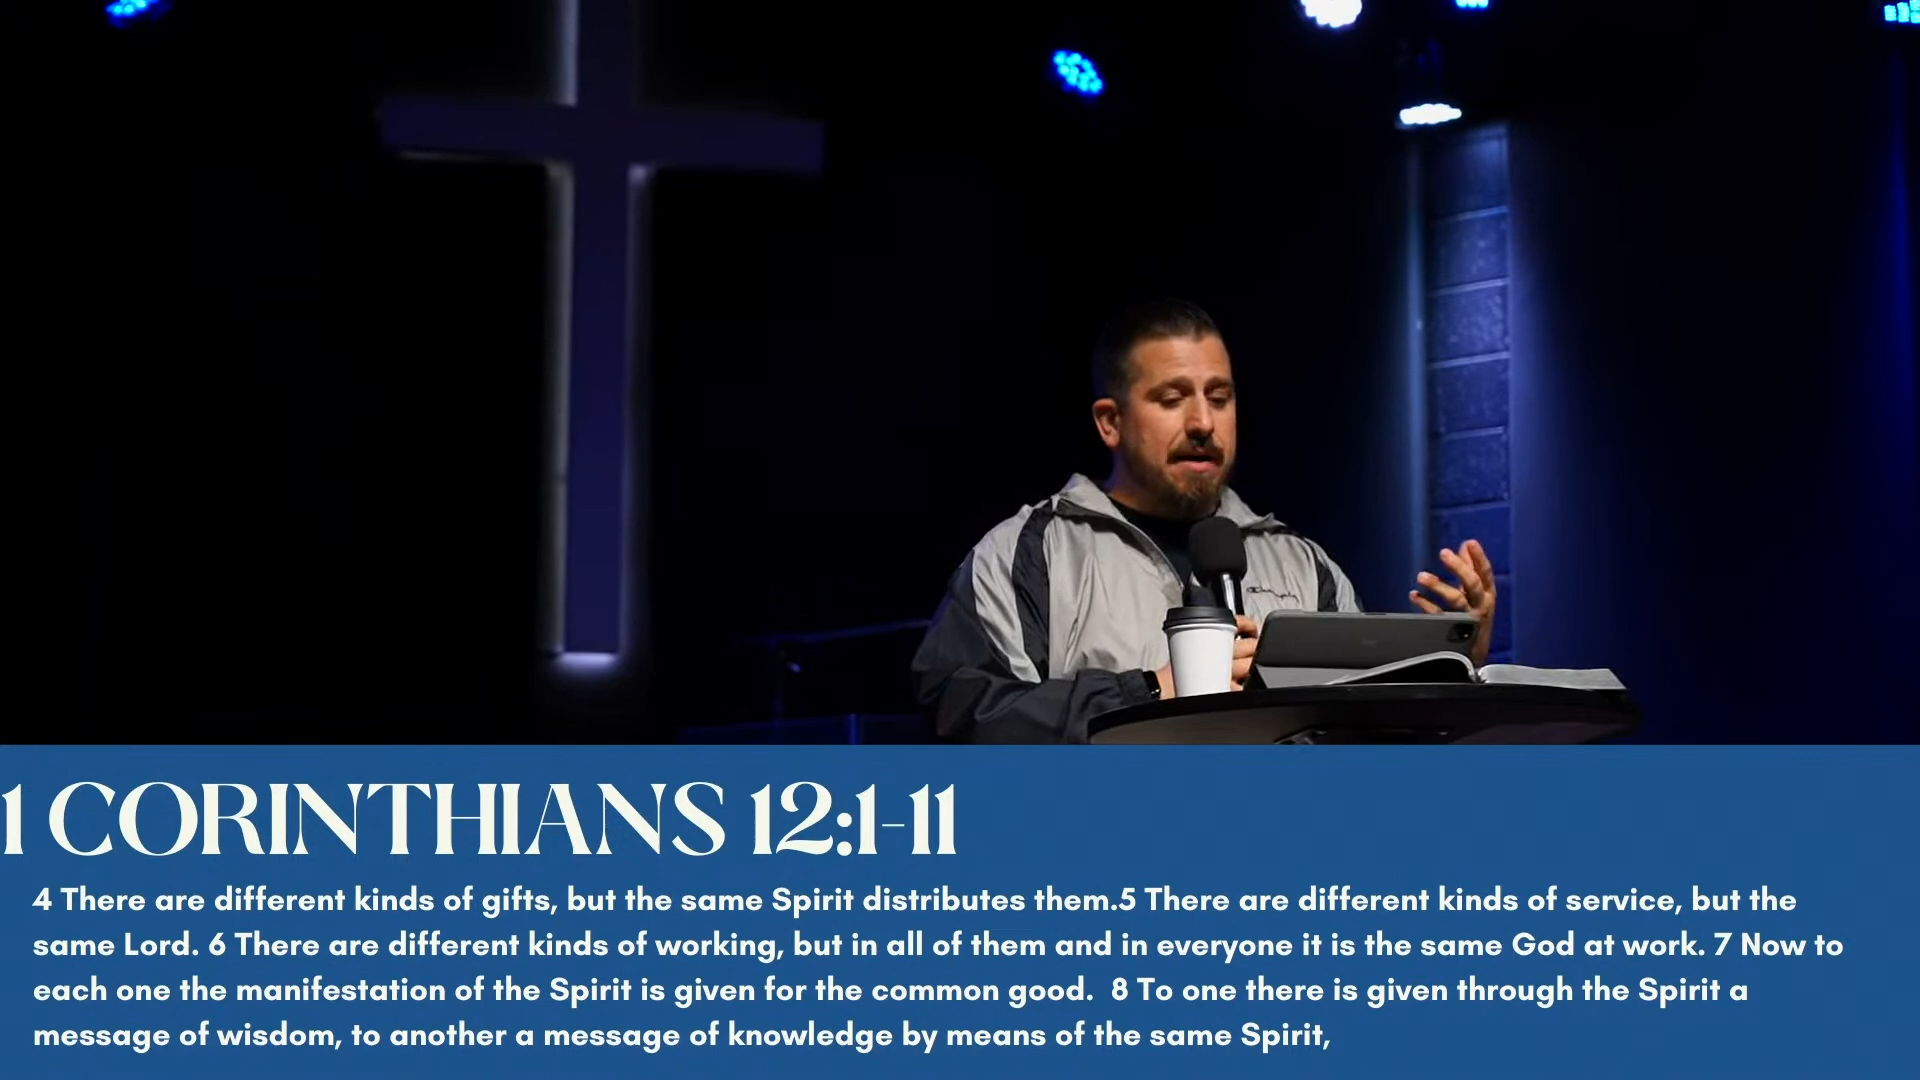 Champion
1 CORINTHIANS 12:1-11
4 There are different kinds of gifts, but the same Spirit distributes them.5 There are different kinds of service, but the
same Lord. 6 There are different kinds of working, but in all of them and in everyone it is the same God at work. 7 Now to
each one the manifestation of the Spirit is given for the common good.  8 To one there is given through the Spirit a
message of wisdom, to another a message of knowledge by means of the same Spirit,